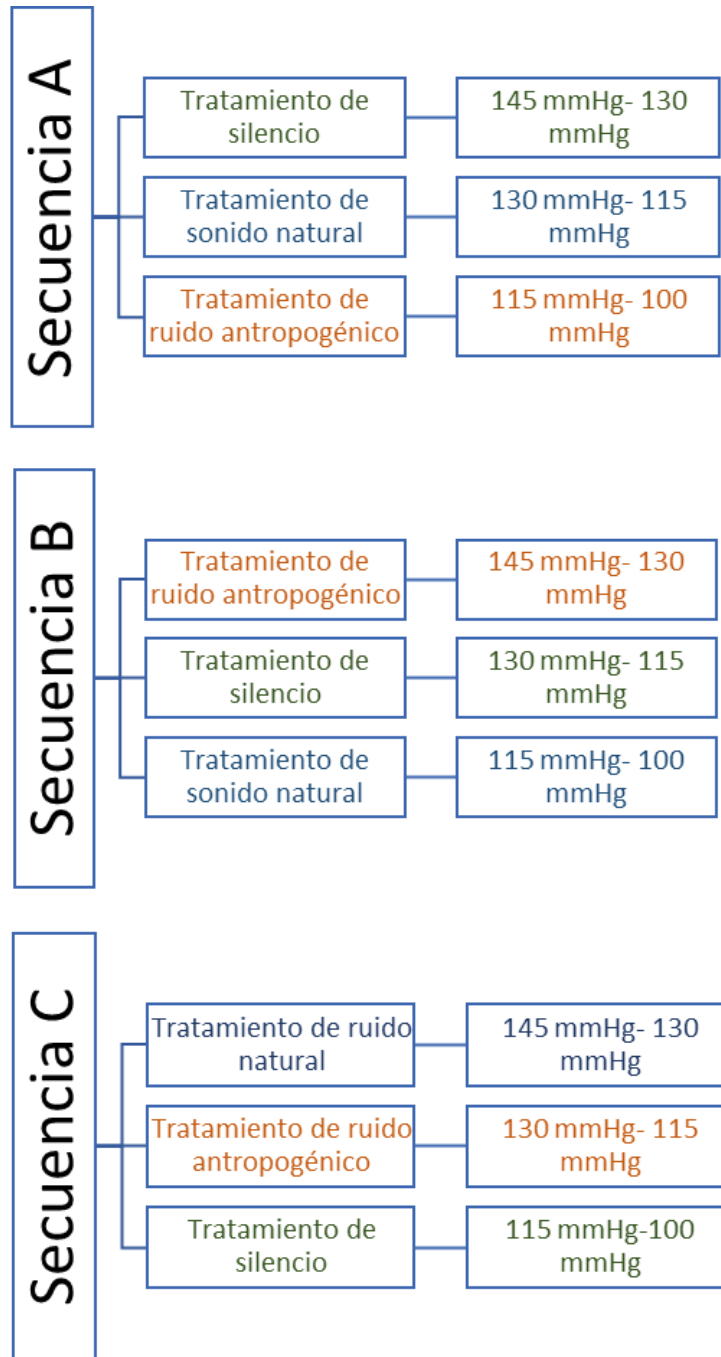 Secuencia A
Tratamiento de
silencio
145 mmHg- 130
mmHg
Tratamiento de
sonido natural
130 mmHg- 115
mmHg
Tratamiento de
ruido antropogénico
115 mmHg- 100
mmHg
Secuencia B
Tratamiento de
ruido antropogénico
145 mmHg- 130
mmHg
Tratamiento de
silencio
130 mmHg- 115
mmHg
Tratamiento de
sonido natural
115 mmHg- 100
mmHg
Secuencia C
Tratamiento de ruido
natural
145 mmHg- 130
mmHg
Tratamiento de ruido
antropogénico
130 mmHg- 115
mmHg
Tratamiento de
silencio
115 mmHg-100
mmHg